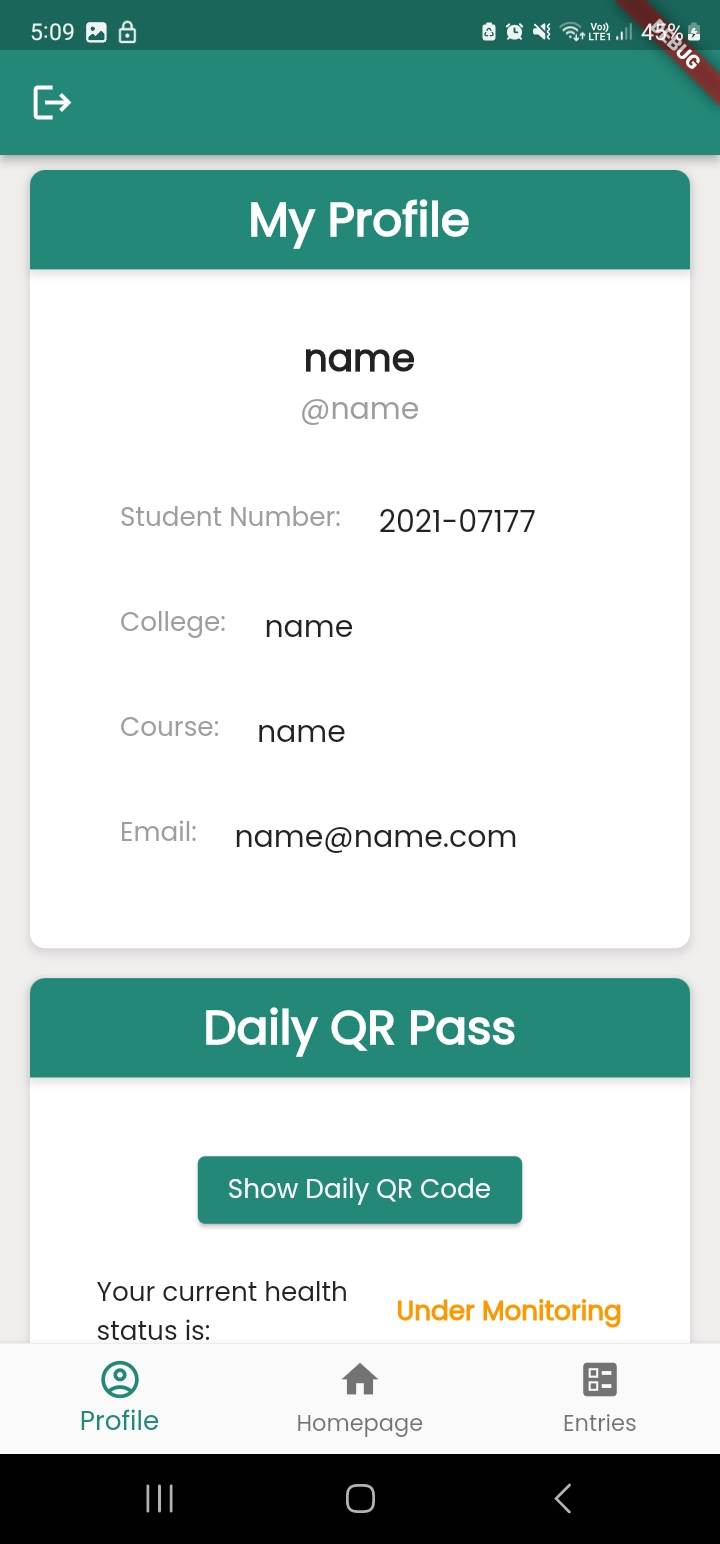 5:09 Vo)) LTE1 45%
DEBUG
My Profile
name
@name
Student Number: 2021-07177
College: name
Course: name
Email: name@name.com
Daily QR Pass
Show Daily QR Code
Your current health
status is:
Under Monitoring
Profile Homepage Entries